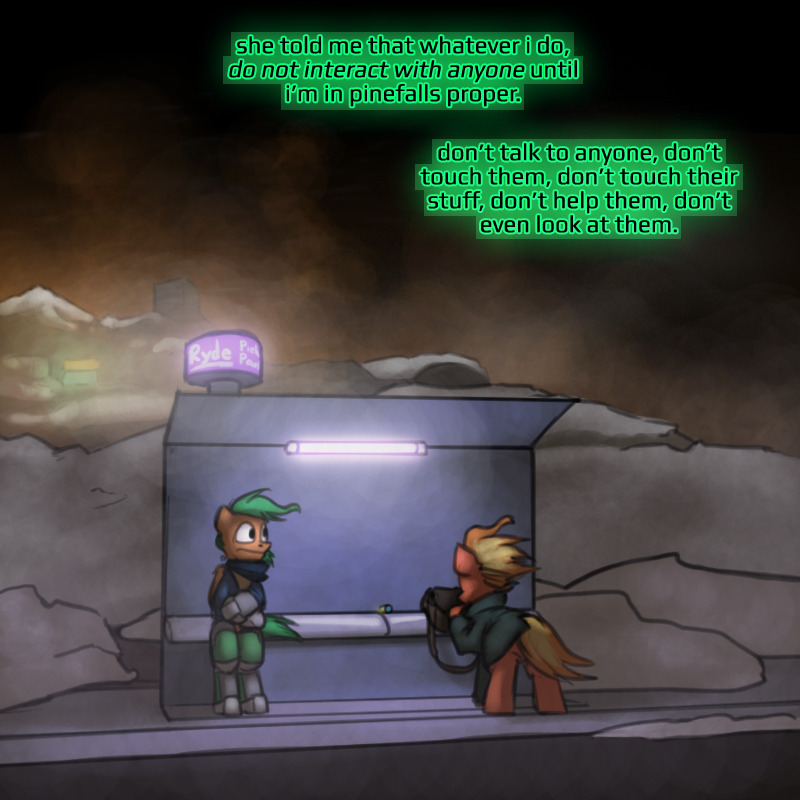 she told me that whatever i do,
do not interact with anyone until
i'm in pinefalls proper.
don't talk to anyone, don't
touch them, don't touch their
stuff, don't help them, don't
even look at them.
Ryde